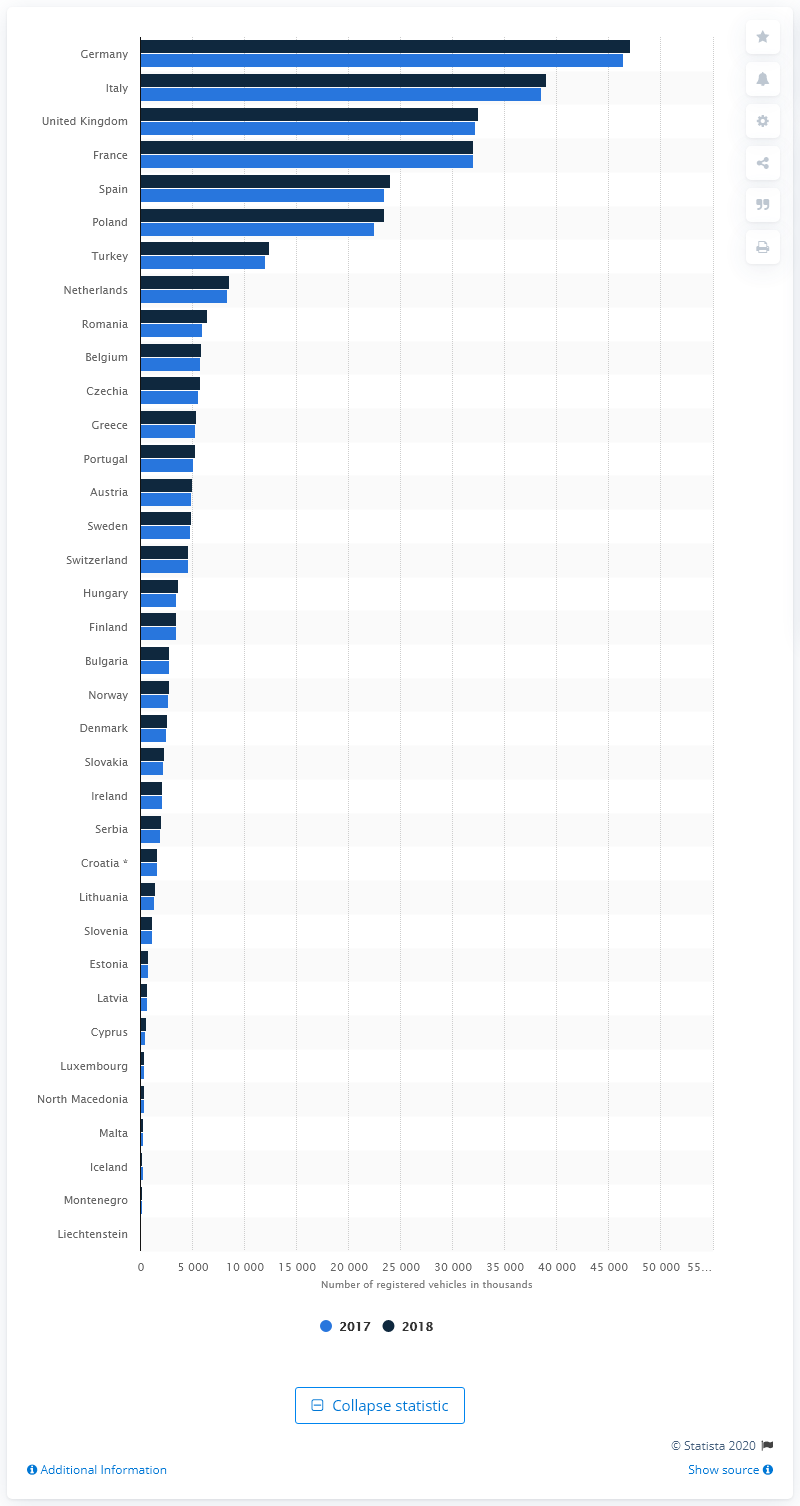 Germany
Italy
United Kingdom
France
Spain
Poland
Turkey
Netherlands
Romania
Belgium
Czechia
Greece
Portugal
Austria
Sweden
Switzerland
Hungary
Finland
Bulgaria
Norway
Denmark
Slovakia
Ireland
Serbia
Croatia *
Lithuania
Slovenia
Estonia
Latvia
Cyprus
Luxembourg
North Macedonia
Malta
Iceland
Montenegro
Liechtenstein
0 5 000 10 000 15 000 20 000 25 000 30 000 35 000 40 000 45 000 50 000 55...
Number of registered vehicles in thousands
2017 2018
Collapse statistic
© Statista 2020
Additional Information Show source